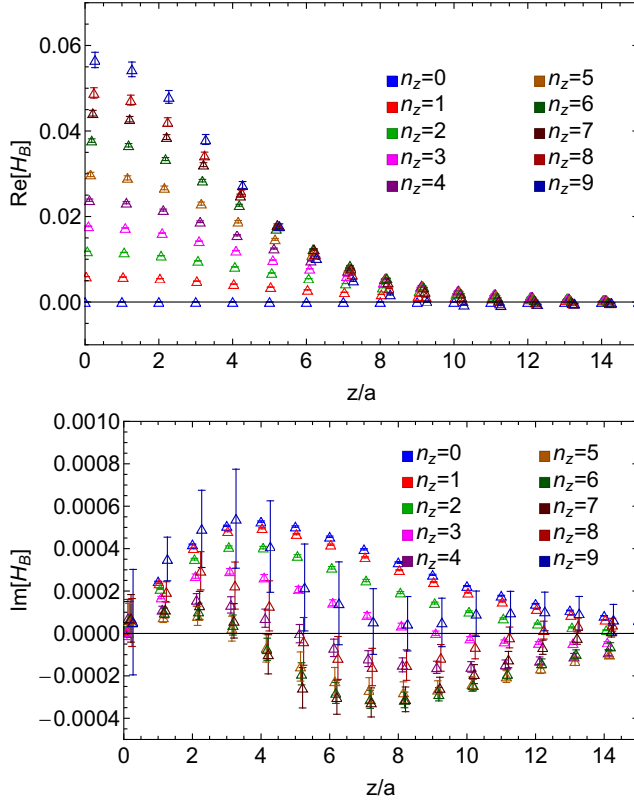 0.06
0.04
0.02
0.00
Re[H_B]
n_z=0 n_z=5
n_z=1 n_z=6
n_z=2 n_z=7
n_z=3 n_z=8
n_z=4 n_z=9
0 2 4 6 8 10 12 14
z/a
0.0010
0.0008
0.0006
0.0004
0.0002
0.0000
−0.0002
−0.0004
Im[H_B]
n_z=0 n_z=5
n_z=1 n_z=6
n_z=2 n_z=7
n_z=3 n_z=8
n_z=4 n_z=9
0 2 4 6 8 10 12 14
z/a